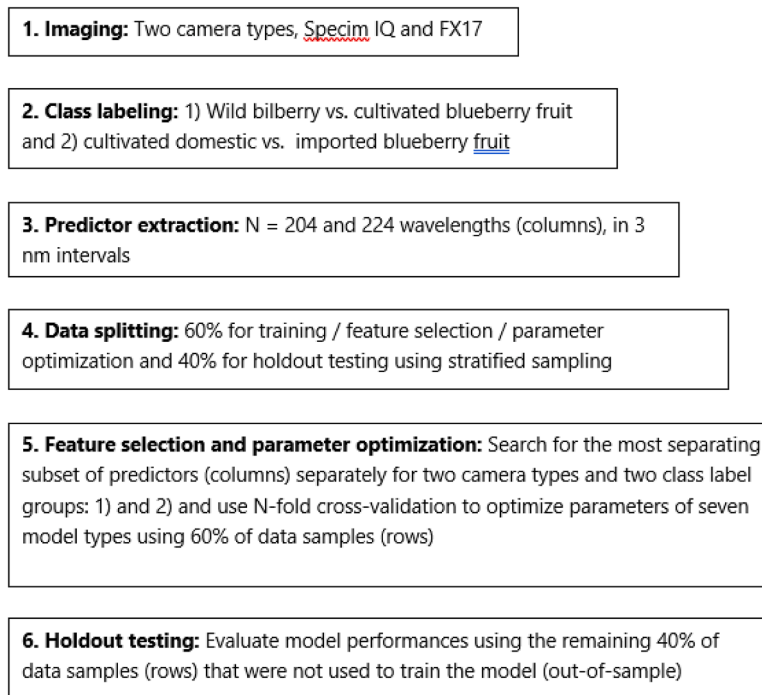 1. Imaging: Two camera types, Specim IQ and FX17
2. Class labeling: 1) Wild bilberry vs. cultivated blueberry fruit
and 2) cultivated domestic vs.  imported blueberry fruit
3. Predictor extraction: N = 204 and 224 wavelengths (columns), in 3
nm intervals
4. Data splitting: 60% for training / feature selection / parameter
optimization and 40% for holdout testing using stratified sampling
5. Feature selection and parameter optimization: Search for the most separating
subset of predictors (columns) separately for two camera types and two class label
groups: 1) and 2) and use N-fold cross-validation to optimize parameters of seven
model types using 60% of data samples (rows)
6. Holdout testing: Evaluate model performances using the remaining 40% of
data samples (rows) that were not used to train the model (out-of-sample)